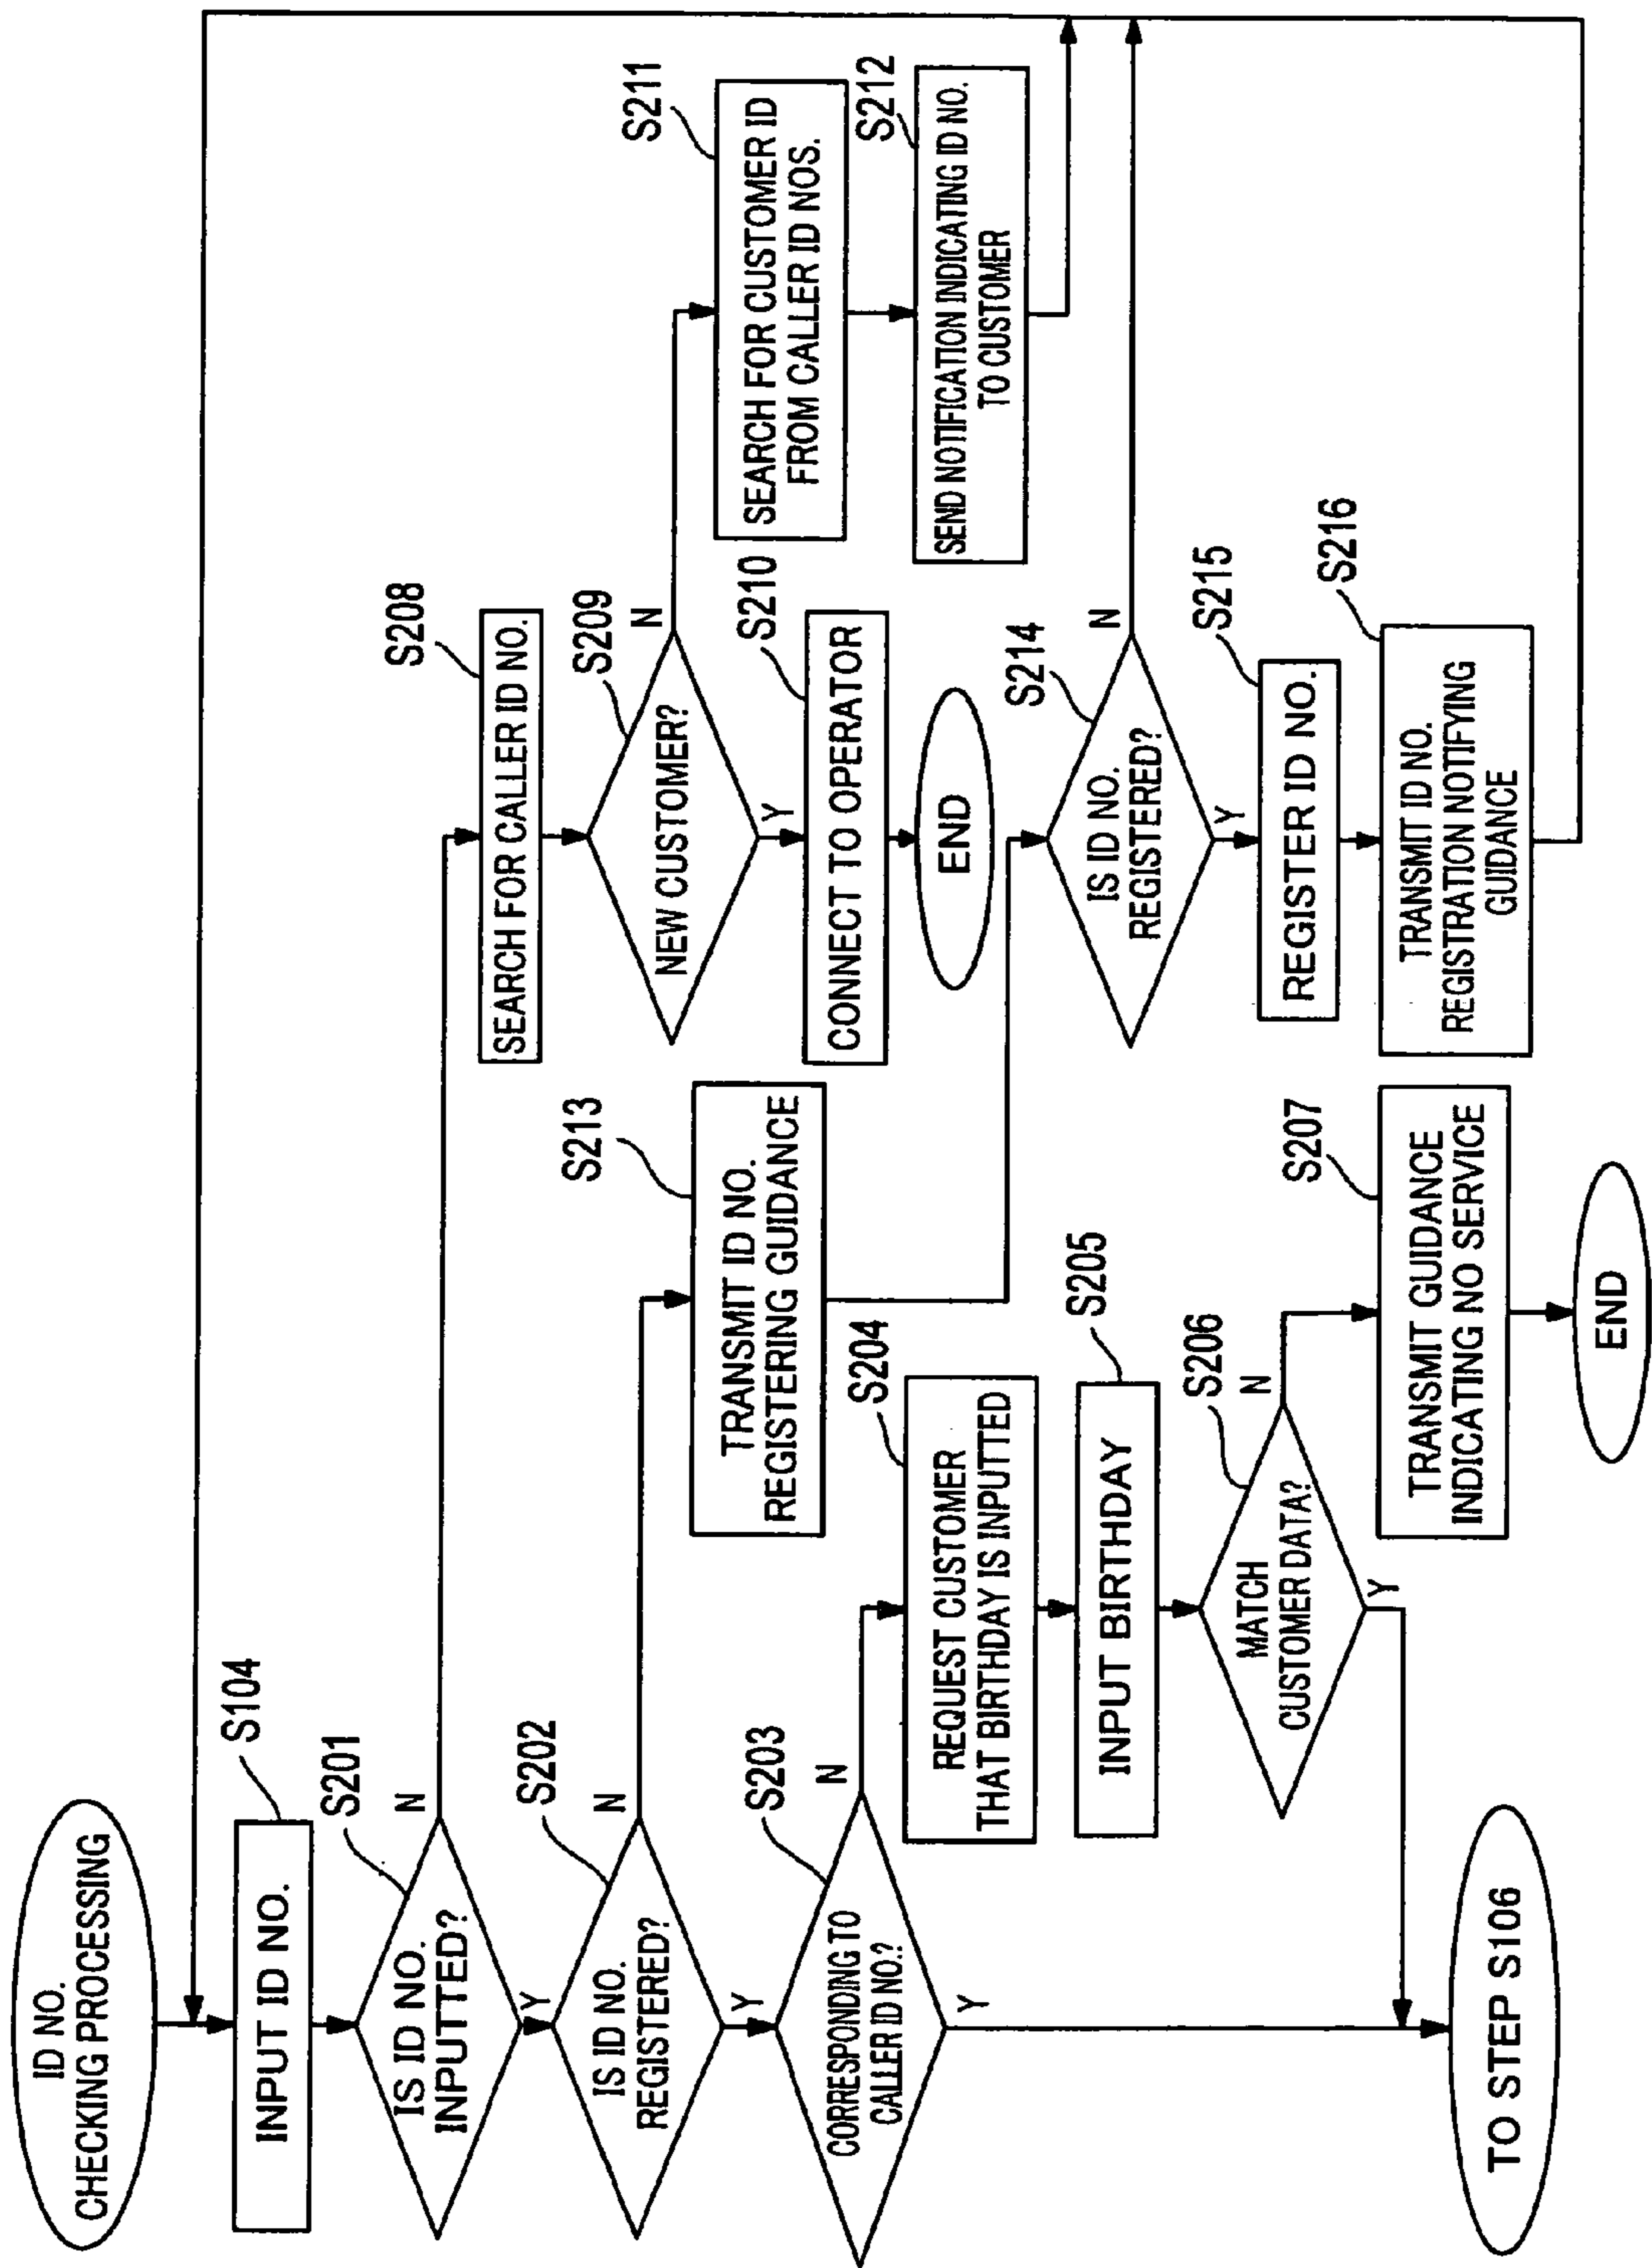 ID NO.
CHECKING PROCESSING
S104
INPUT ID NO.
S201
IS ID NO.
INPUTTED?
N
Y
S202
IS ID NO.
REGISTERED?
N
Y
S203
CORRESPONDING TO
CALLER ID NO.?
N
Y
TO STEP S106
S204
REQUEST CUSTOMER
THAT BIRTHDAY IS INPUTTED
S205
INPUT BIRTHDAY
S206
MATCH
CUSTOMER DATA?
N
Y
S207
TRANSMIT GUIDANCE
INDICATING NO SERVICE
END
S208
SEARCH FOR CALLER ID NO.
S209
NEW CUSTOMER?
N
Y
S210
CONNECT TO OPERATOR
END
S211
SEARCH FOR CUSTOMER ID
FROM CALLER ID NOS.
S212
SEND NOTIFICATION INDICATING ID NO.
TO CUSTOMER
S213
TRANSMIT ID NO.
REGISTERING GUIDANCE
S214
IS ID NO.
REGISTERED?
N
Y
S215
REGISTER ID NO.
S216
TRANSMIT ID NO.
REGISTRATION NOTIFYING
GUIDANCE